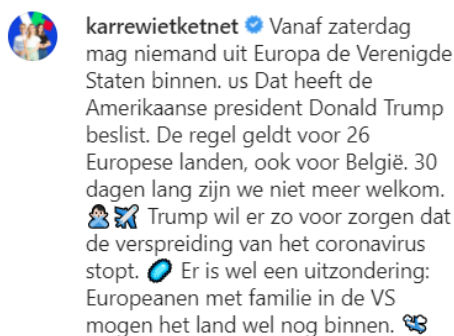 karrewietketnet Vanaf zaterdag
mag niemand uit Europa de Verenigde
Staten binnen. us Dat heeft de
Amerikaanse president Donald Trump
beslist. De regel geldt voor 26
Europese landen, ook voor België. 30
dagen lang zijn we niet meer welkom.
🙅🏻‍♂️✈️ Trump wil er zo voor zorgen dat
de verspreiding van het coronavirus
stopt. 🦠 Er is wel een uitzondering:
Europeanen met familie in de VS
mogen het land wel nog binnen. 🛩️